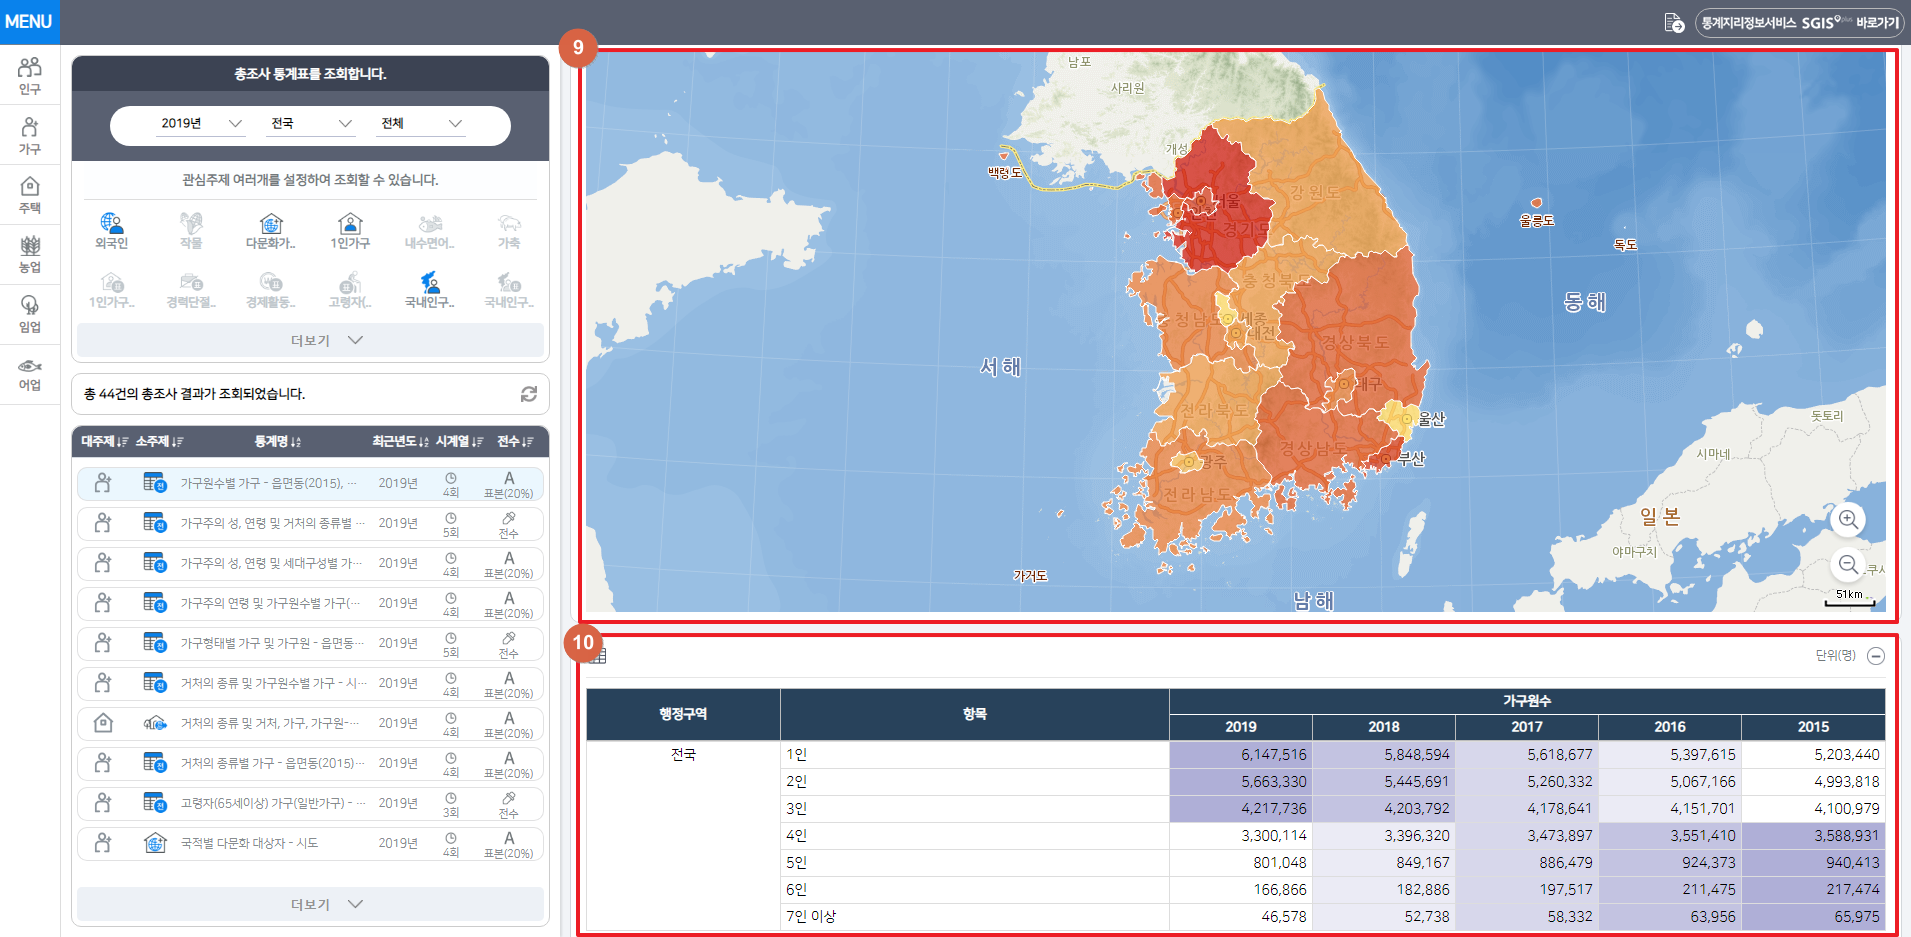 MENU
통계지리정보서비스 SGIS plus 바로가기
인구
가구
주택
농업
임업
어업
총조사 통계표를 조회합니다.
2019년 전국 전체
관심주제 여러개를 설정하여 조회할 수 있습니다.
외국인 작물 다문화가.. 1인가구 내수면어.. 가축
1인가구.. 경력단절.. 경제활동.. 고령자(.. 국내인구.. 국내인구..
더보기
총 44건의 총조사 결과가 조회되었습니다.
대주제 소주제 통계명 최근년도 시계열 전수
가구원수별 가구 - 읍면동(2015), ... 2019년 4회 A 표본(20%)
가구주의 성, 연령 및 거처의 종류별 ... 2019년 5회 전수
가구주의 성, 연령 및 세대구성별 가... 2019년 4회 A 표본(20%)
가구주의 연령 및 가구원수별 가구(... 2019년 4회 A 표본(20%)
가구형태별 가구 및 가구원 - 읍면동... 2019년 5회 전수
거처의 종류 및 가구원수별 가구 - 시... 2019년 4회 A 표본(20%)
거처의 종류 및 거처, 가구, 가구원-... 2019년 4회 A 표본(20%)
거처의 종류별 가구 - 읍면동(2015)... 2019년 4회 A 표본(20%)
고령자(65세이상) 가구(일반가구) - ... 2019년 3회 전수
국적별 다문화 대상자 - 시도 2019년 4회 A 표본(20%)
더보기
9
남포
사리원
개성
백령도
강원도
서울
인천
경기도
울릉도
독도
충청북도
동해
충청남도
세종
대전
경상북도
서해
대구
전라북도
울산
돗토리
경상남도
부산
시마네
광주
전라남도
일본
야마구치
가거도
남해
51km
10
단위(명)
행정구역 항목 가구원수
2019 2018 2017 2016 2015
전국 1인 6,147,516 5,848,594 5,618,677 5,397,615 5,203,440
2인 5,663,330 5,445,691 5,260,332 5,067,166 4,993,818
3인 4,217,736 4,203,792 4,178,641 4,151,701 4,100,979
4인 3,300,114 3,396,320 3,473,897 3,551,410 3,588,931
5인 801,048 849,167 886,479 924,373 940,413
6인 166,866 182,886 197,517 211,475 217,474
7인 이상 46,578 52,738 58,332 63,956 65,975